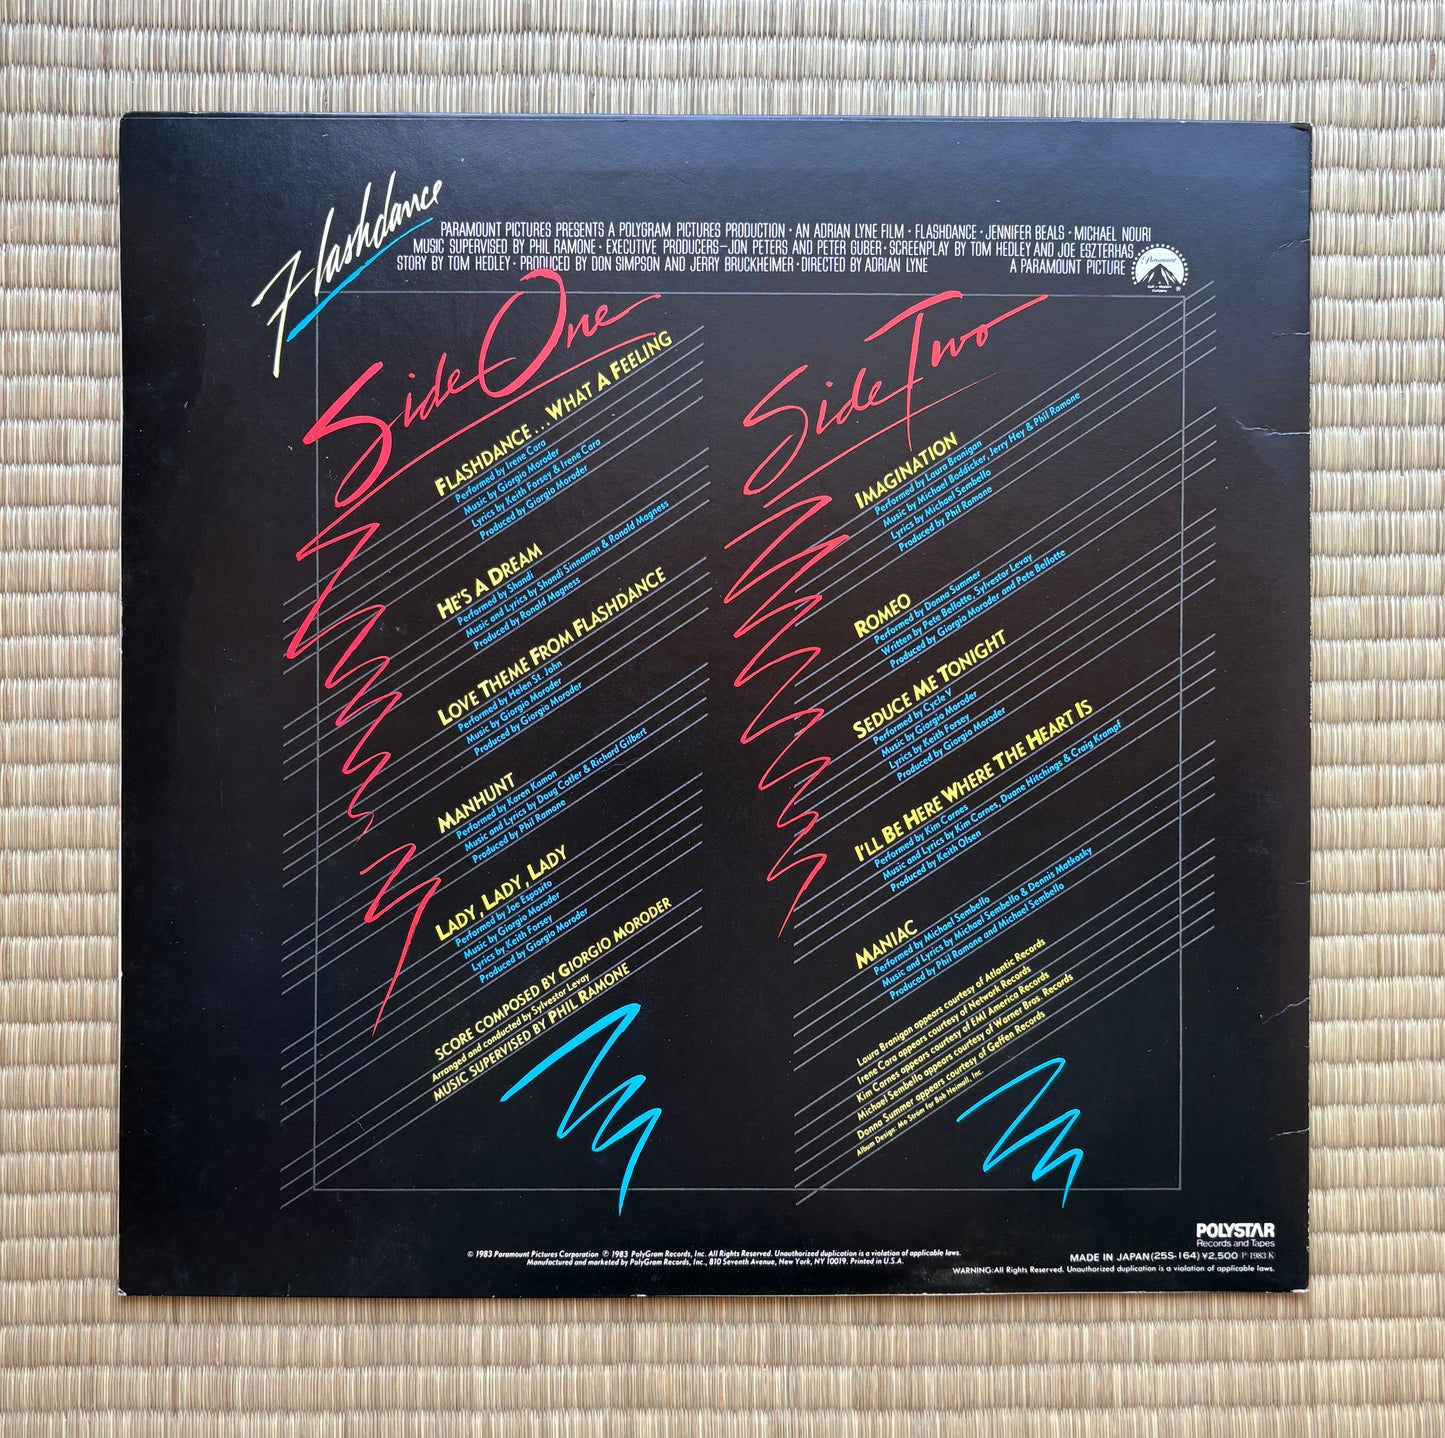 Flashdance
PARAMOUNT PICTURES PRESENTS A POLYGRAM PICTURES PRODUCTION · AN ADRIAN LYNE FILM · FLASHDANCE · JENNIFER BEALS · MICHAEL NOURI
MUSIC SUPERVISED BY PHIL RAMONE · EXECUTIVE PRODUCERS—JON PETERS AND PETER GUBER · SCREENPLAY BY TOM HEDLEY AND JOE ESZTERHAS
STORY BY TOM HEDLEY · PRODUCED BY DON SIMPSON AND JERRY BRUCKHEIMER · DIRECTED BY ADRIAN LYNE
A PARAMOUNT PICTURE
Paramount
Side One
FLASHDANCE...WHAT A FEELING
Performed by Irene Cara
Music by Giorgio Moroder
Lyrics by Keith Forsey & Irene Cara
Produced by Giorgio Moroder
HE'S A DREAM
Performed by Shandi
Music and Lyrics by Shandi Sinnamon & Ronald Magness
Produced by Ronald Magness
LOVE THEME FROM FLASHDANCE
Performed by Helen St. John
Music by Giorgio Moroder
Produced by Giorgio Moroder
MANHUNT
Performed by Karen Kamon
Music and Lyrics by Doug Cotler & Richard Gilbert
Produced by Phil Ramone
LADY, LADY, LADY
Performed by Joe Esposito
Music by Giorgio Moroder
Lyrics by Keith Forsey
Produced by Giorgio Moroder
SCORE COMPOSED BY GIORGIO MORODER
Arranged and conducted by Sylvestor Levay
MUSIC SUPERVISED BY PHIL RAMONE
Side Two
IMAGINATION
Performed by Laura Branigan
Music by Michael Boddicker, Jerry Hey & Phil Ramone
Lyrics by Michael Sembello
Produced by Phil Ramone
ROMEO
Performed by Donna Summer
Written by Pete Bellotte, Sylvestor Levay
Produced by Giorgio Moroder and Pete Bellotte
SEDUCE ME TONIGHT
Performed by Cycle V
Music by Giorgio Moroder
Lyrics by Keith Forsey
Produced by Giorgio Moroder
I'LL BE HERE WHERE THE HEART IS
Performed by Kim Carnes
Music and Lyrics by Kim Carnes, Duane Hitchings & Craig Krampf
Produced by Keith Olsen
MANIAC
Performed by Michael Sembello
Music and Lyrics by Michael Sembello & Dennis Matkosky
Produced by Phil Ramone and Michael Sembello
Laura Branigan appears courtesy of Atlantic Records
Irene Cara appears courtesy of Network Records
Kim Carnes appears courtesy of EMI America Records
Michael Sembello appears courtesy of Warner Bros. Records
Donna Summer appears courtesy of Geffen Records
Album Design: Mo Ström for Bob Heimall, Inc.
POLYSTAR
Records and Tapes
© 1983 Paramount Pictures Corporation ℗ 1983 PolyGram Records, Inc. All Rights Reserved. Unauthorized duplication is a violation of applicable laws.
Manufactured and marketed by PolyGram Records, Inc., 810 Seventh Avenue, New York, NY 10019. Printed in U.S.A.
MADE IN JAPAN(25S-164) ¥2,500
WARNING:All Rights Reserved. Unauthorized duplication is a violation of applicable laws.